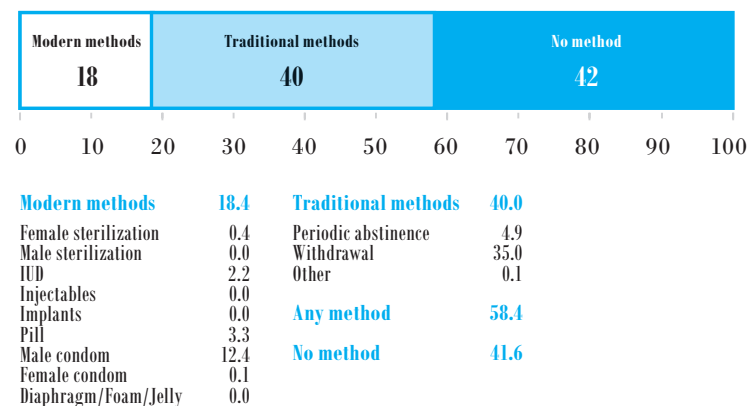 Modern methods Traditional methods No method
18 40 42
0 10 20 30 40 50 60 70 80 90 100
Modern methods 18.4
Female sterilization 0.4
Male sterilization 0.0
IUD 2.2
Injectables 0.0
Implants 0.0
Pill 3.3
Male condom 12.4
Female condom 0.1
Diaphragm/Foam/Jelly 0.0
Traditional methods 40.0
Periodic abstinence 4.9
Withdrawal 35.0
Other 0.1
Any method 58.4
No method 41.6